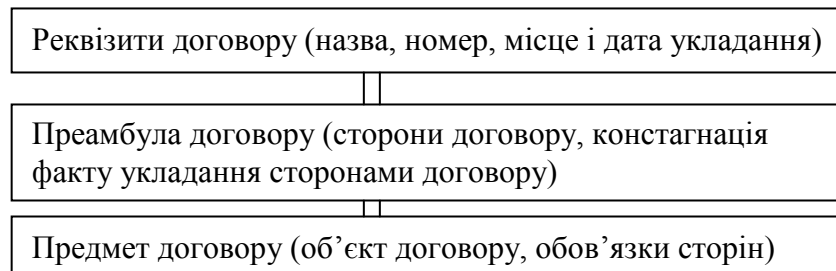 Реквізити договору (назва, номер, місце і дата укладання)
Преамбула договору (сторони договору, констагнація
факту укладання сторонами договору)
Предмет договору (об’єкт договору, обов’язки сторін)